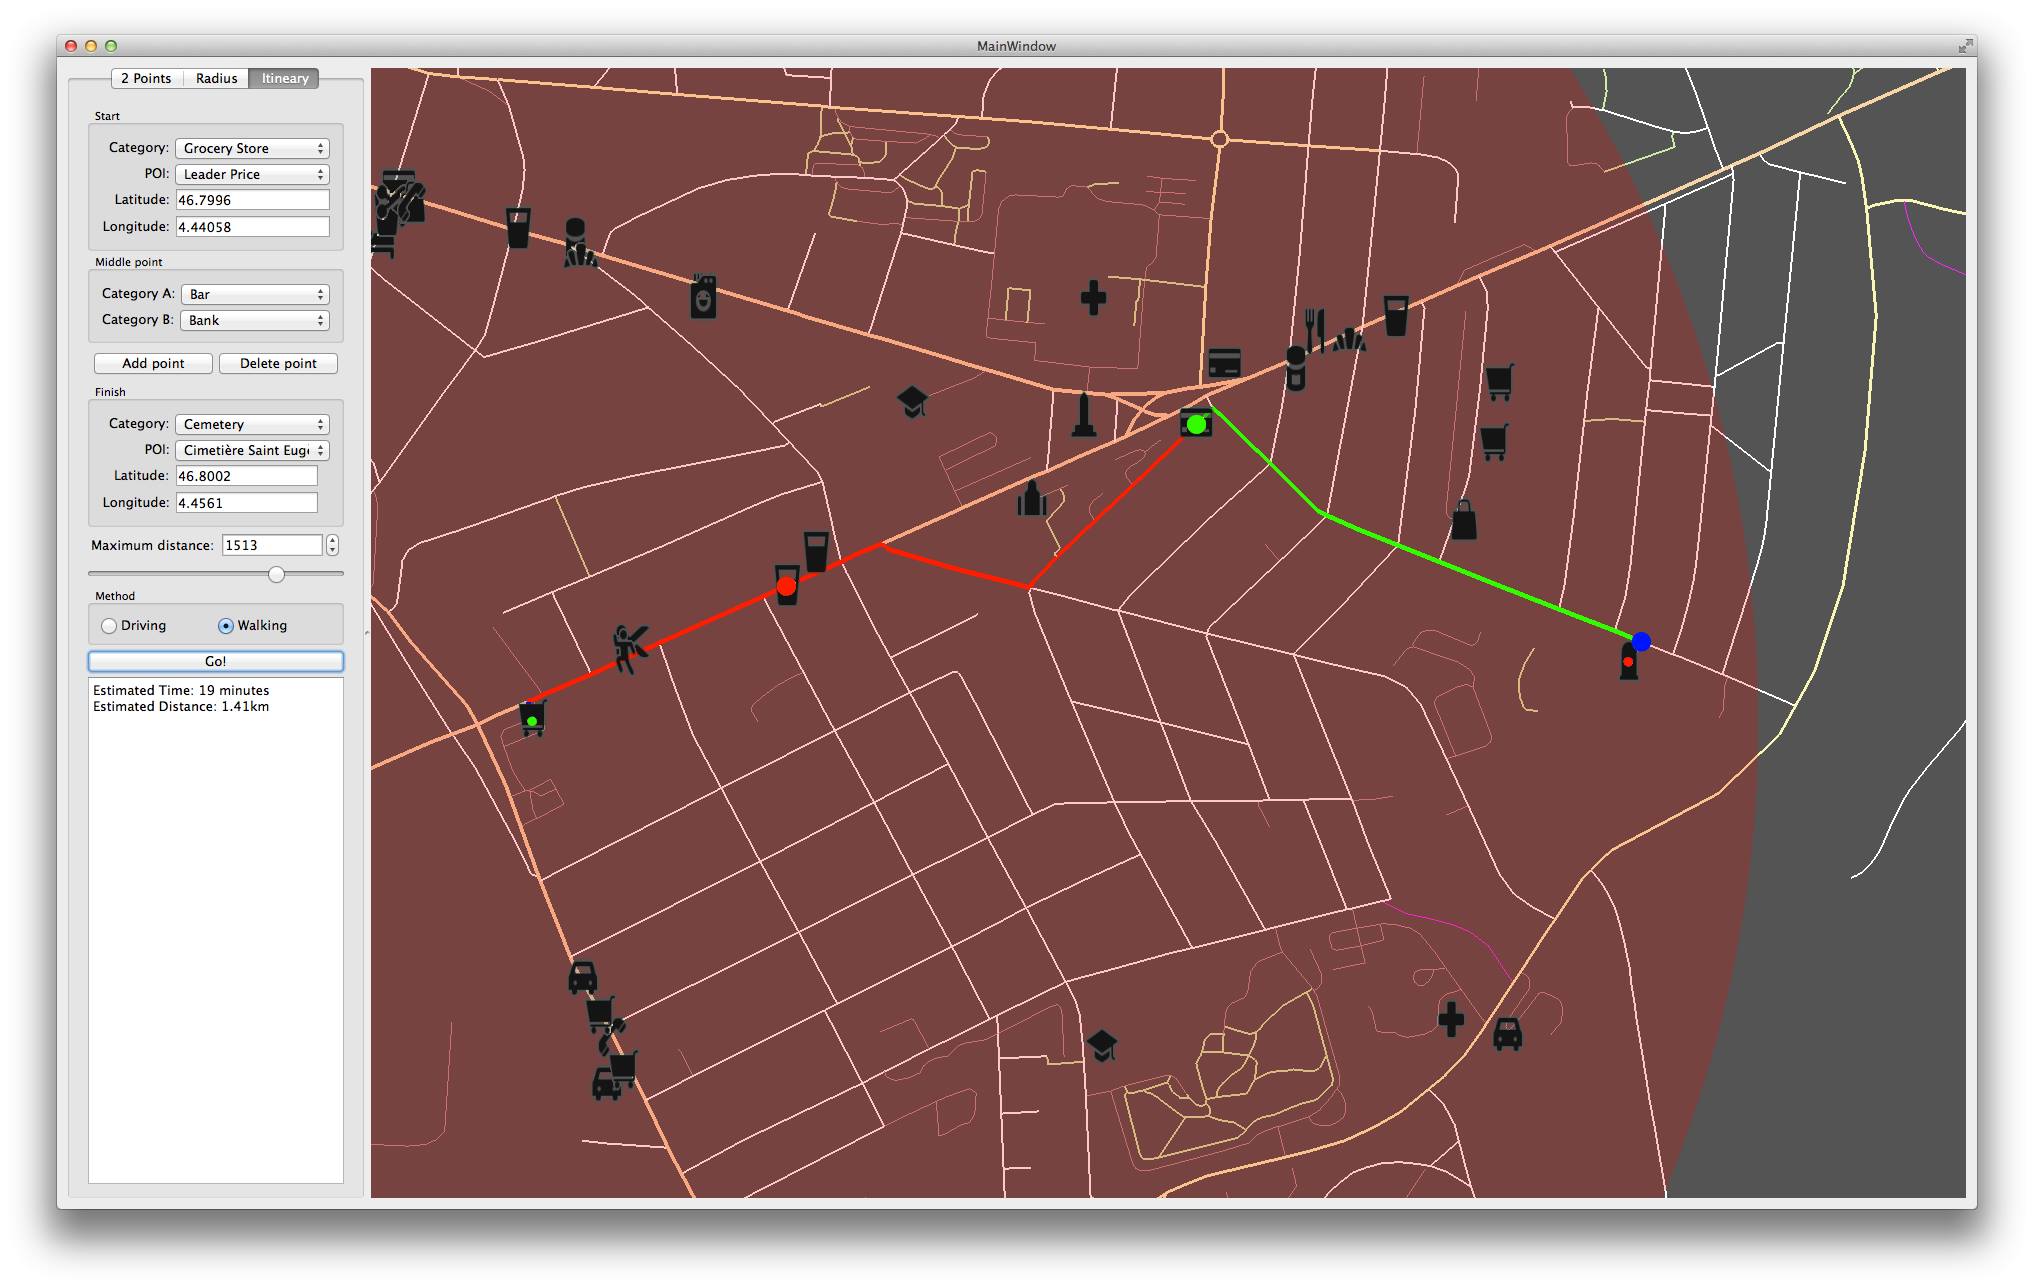 MainWindow
2 Points Radius Itineary
Start
Category: Grocery Store
POI: Leader Price
Latitude: 46.7996
Longitude: 4.44058
Middle point
Category A: Bar
Category B: Bank
Add point Delete point
Finish
Category: Cemetery
POI: Cimetière Saint Eug
Latitude: 46.8002
Longitude: 4.4561
Maximum distance: 1513
Method
Driving Walking
Go!
Estimated Time: 19 minutes
Estimated Distance: 1.41km